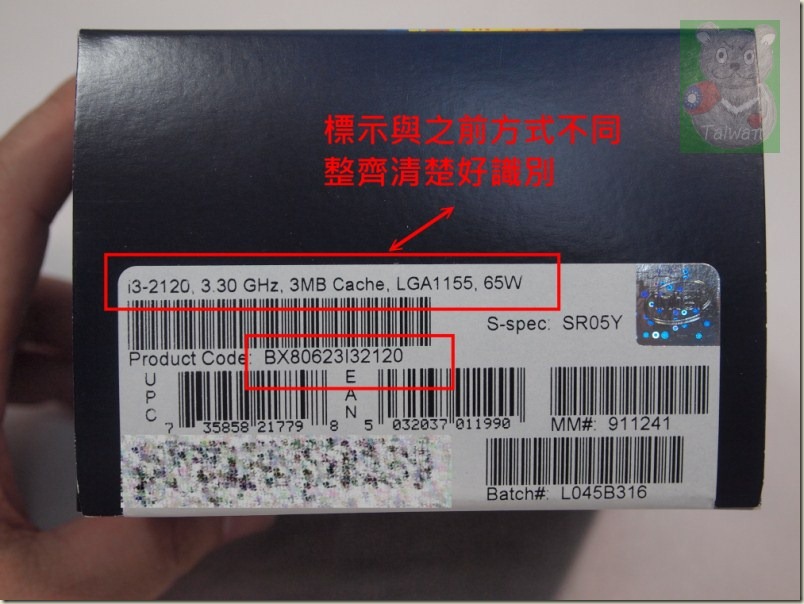 Taiwan
標示與之前方式不同
整齊清楚好識別
i3-2120, 3.30 GHz, 3MB Cache, LGA1155, 65W
S-spec: SR05Y
Product Code: BX80623I32120
UPC
7 35858 21779 8
EAN
5 032037 011990
MM#: 911241
Batch#: L045B316